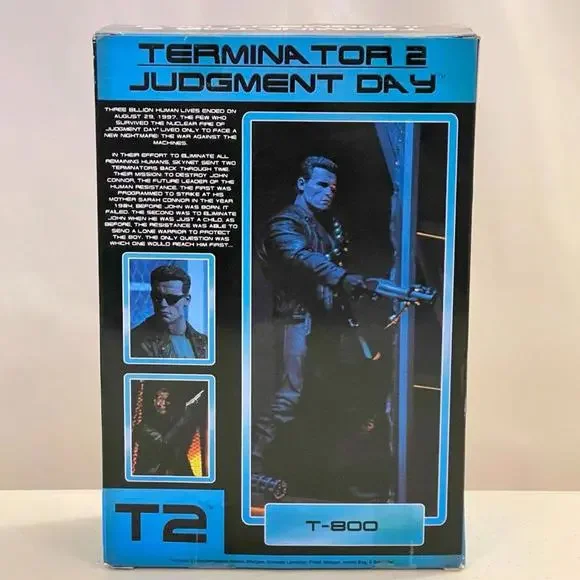 TERMINATOR 2
JUDGMENT DAY
THREE BILLION HUMAN LIVES ENDED ON
AUGUST 29, 1997. THE FEW WHO
SURVIVED THE NUCLEAR FIRE OF
JUDGMENT DAY LIVED ONLY TO FACE A
NEW NIGHTMARE: THE WAR AGAINST THE
MACHINES.
IN THEIR EFFORT TO ELIMINATE ALL
REMAINING HUMANS, SKYNET SENT TWO
TERMINATORS BACK THROUGH TIME.
THEIR MISSION: TO DESTROY JOHN
CONNOR, THE FUTURE LEADER OF THE
HUMAN RESISTANCE. THE FIRST WAS
PROGRAMMED TO STRIKE AT HIS
MOTHER SARAH CONNOR IN THE YEAR
1984, BEFORE JOHN WAS BORN. IT
FAILED. THE SECOND WAS TO ELIMINATE
JOHN WHEN HE WAS JUST A CHILD. AS
BEFORE, THE RESISTANCE WAS ABLE TO
SEND A LONE WARRIOR TO PROTECT
THE BOY. THE ONLY QUESTION WAS
WHICH ONE WOULD REACH HIM FIRST...
T2
T-800